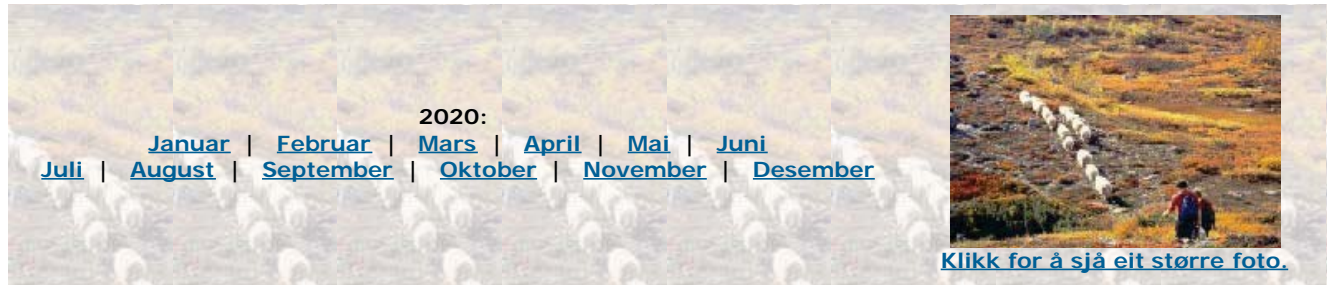 2020:
Januar | Februar | Mars | April | Mai | Juni
Juli | August | September | Oktober | November | Desember
Klikk for å sjå eit større foto.